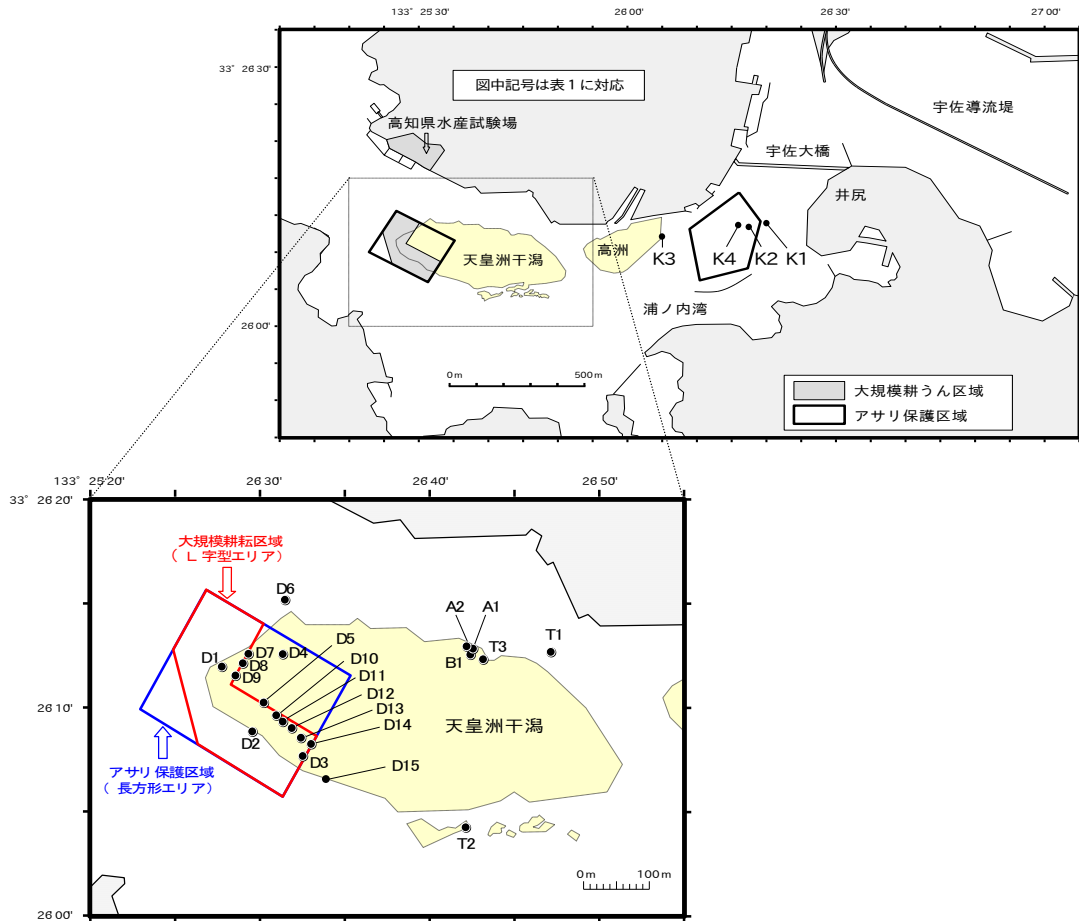 133° 25 30' 26 00' 26 30' 27 00'
33° 26 30'
図中記号は表１に対応
高知県水産試験場
宇佐導流堤
宇佐大橋
井尻
高洲
天皇洲干潟
K3
K4
K2
K1
浦ノ内湾
26 00'
0m 500m
大規模耕うん区域
アサリ保護区域
133° 25 20' 26 30' 26 40' 26 50'
33° 26 20'
大規模耕耘区域
（Ｌ字型エリア）
D6
A2
A1
D5
T3
T1
D1
D7
D4
D10
B1
D8
D11
D9
D12
26 10'
D13
D14
天皇洲干潟
D2
D3
D15
アサリ保護区域
（長方形エリア）
T2
0m 100m
26 00'